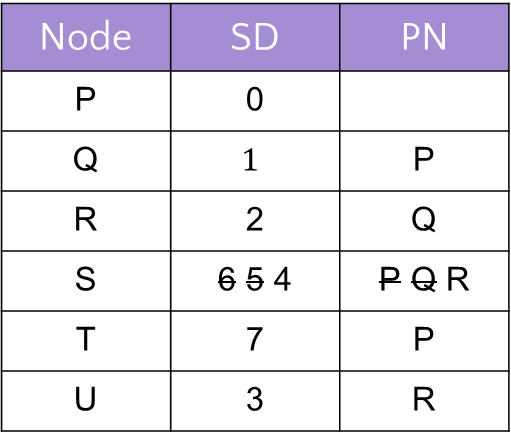 Node SD PN
P 0
Q 1 P
R 2 Q
S 6 5 4 P Q R
T 7 P
U 3 R